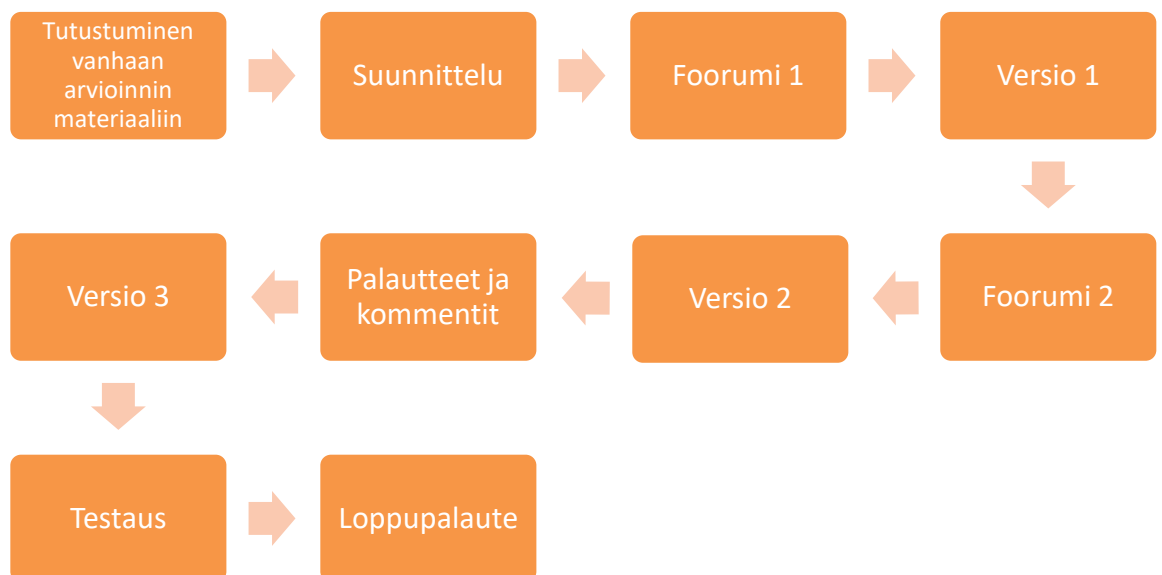 Tutustuminen
vanhaan
arvioinnin
materiaaliin
Suunnittelu
Foorumi 1
Versio 1
Foorumi 2
Versio 2
Palautteet ja
kommentit
Versio 3
Testaus
Loppupalaute